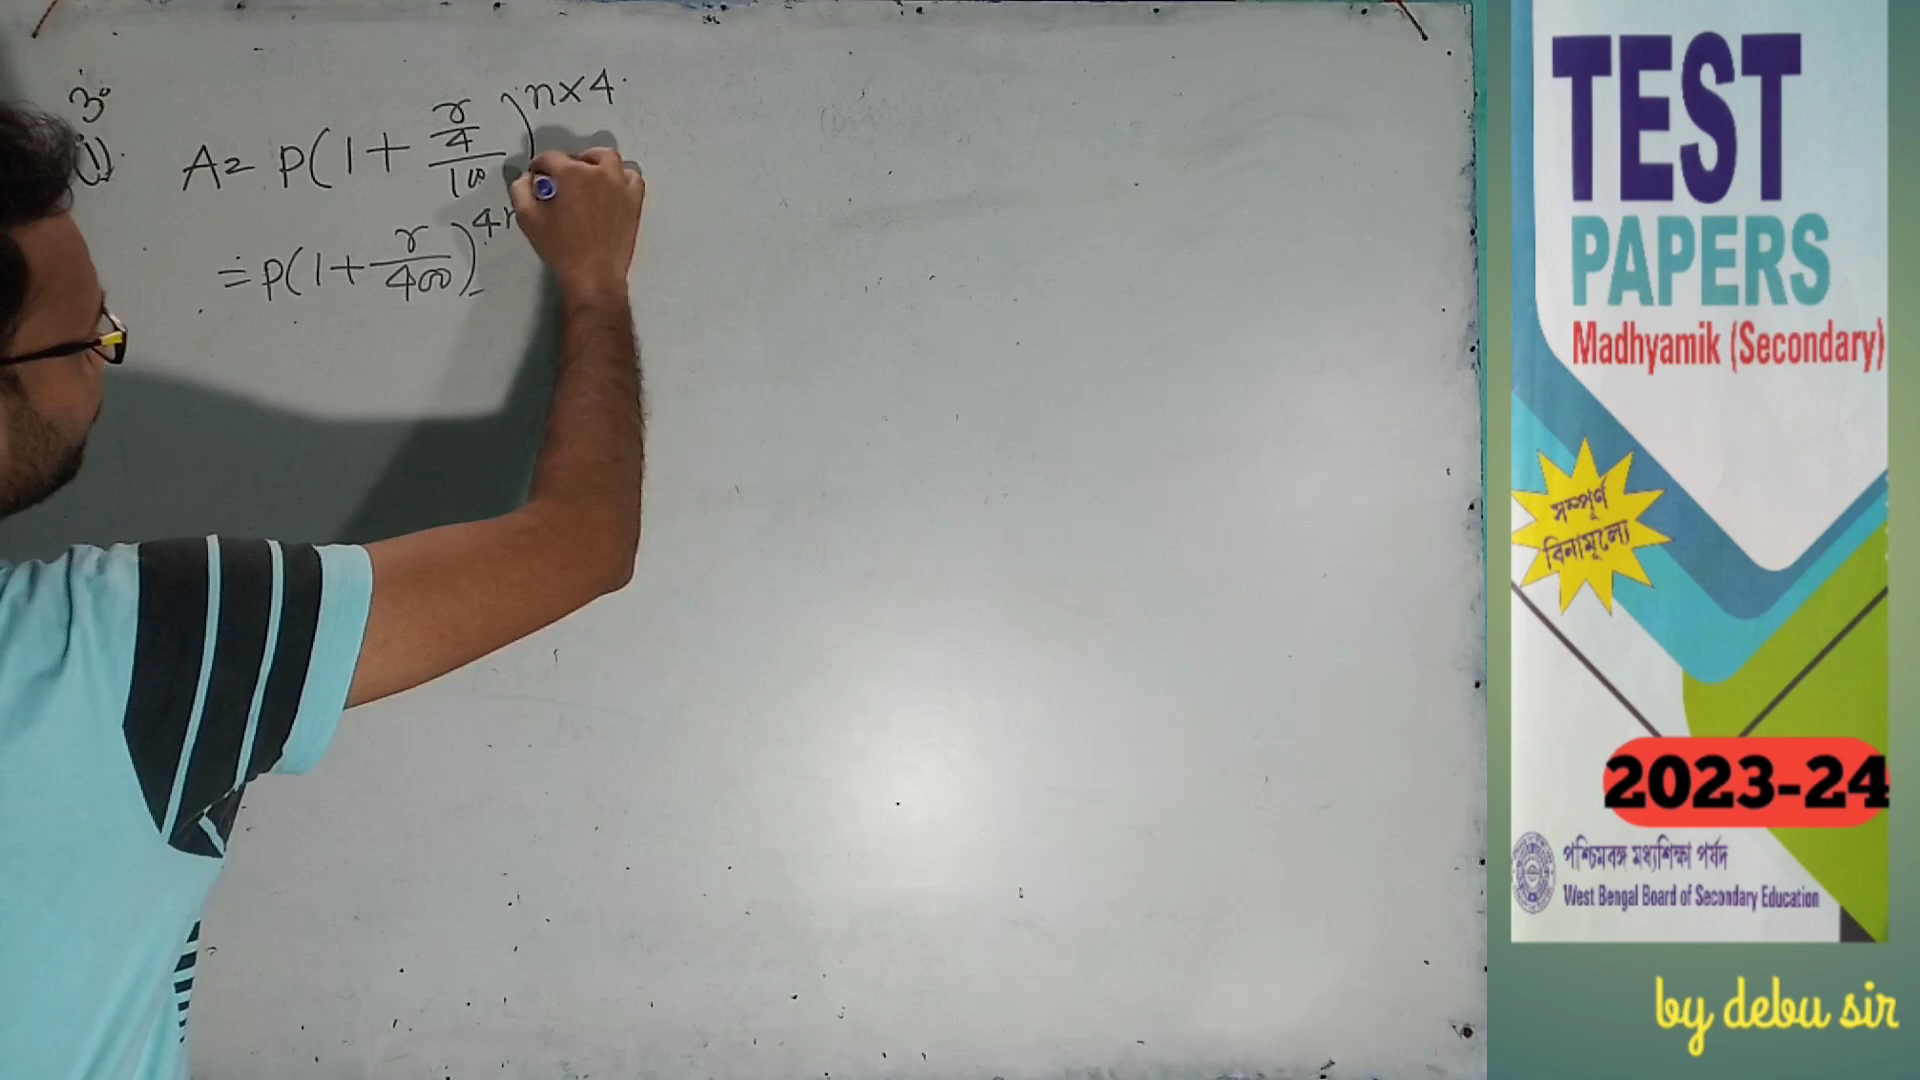 3.
(i). A = P(1 + r/4/100)^n×4
= P(1 + r/400)^4n
TEST
PAPERS
Madhyamik (Secondary)
সম্পূর্ণ
বিনামূল্যে
2023-24
পশ্চিমবঙ্গ মধ্যশিক্ষা পর্ষদ
West Bengal Board of Secondary Education
by debu sir